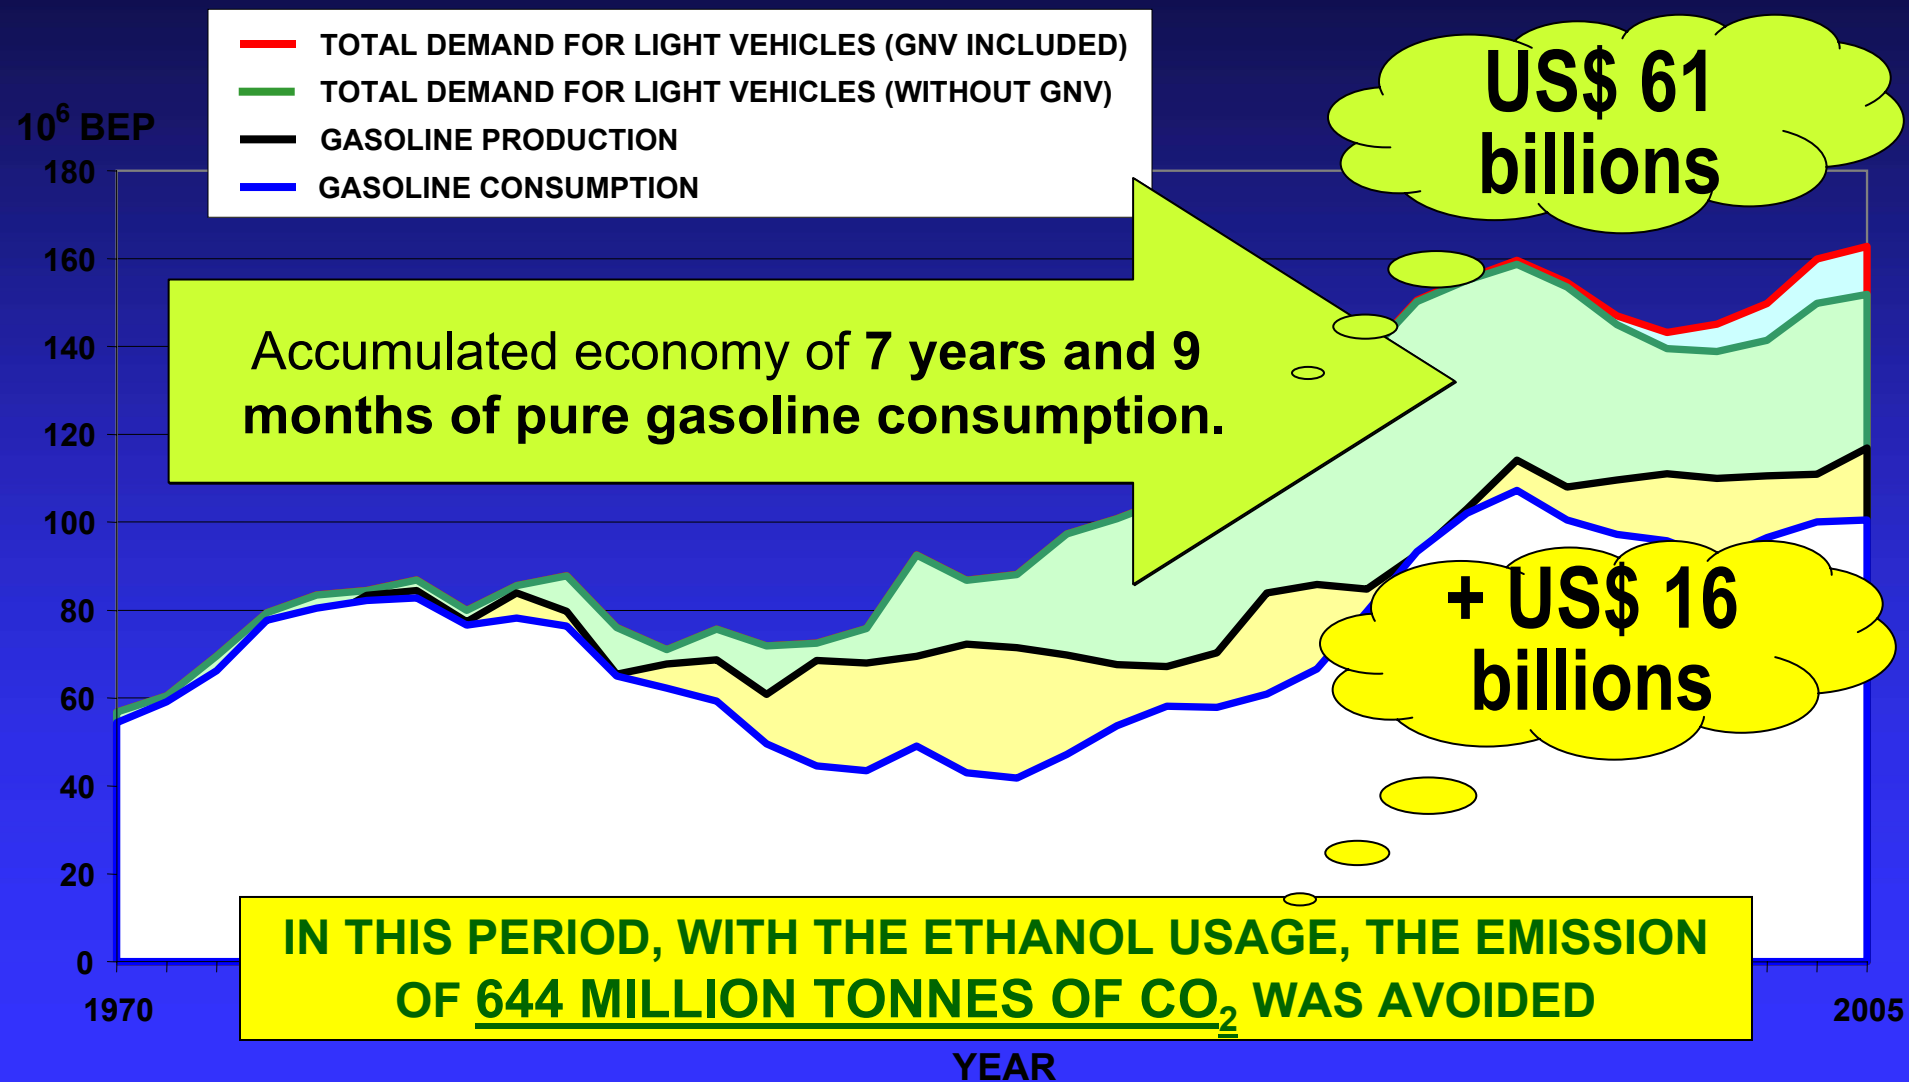 TOTAL DEMAND FOR LIGHT VEHICLES (GNV INCLUDED)
TOTAL DEMAND FOR LIGHT VEHICLES (WITHOUT GNV)
GASOLINE PRODUCTION
GASOLINE CONSUMPTION
US$ 61
billions
10⁶ BEP
180
160
140
120
100
80
60
40
20
0
Accumulated economy of 7 years and 9
months of pure gasoline consumption.
+ US$ 16
billions
IN THIS PERIOD, WITH THE ETHANOL USAGE, THE EMISSION
OF 644 MILLION TONNES OF CO₂ WAS AVOIDED
1970
2005
YEAR